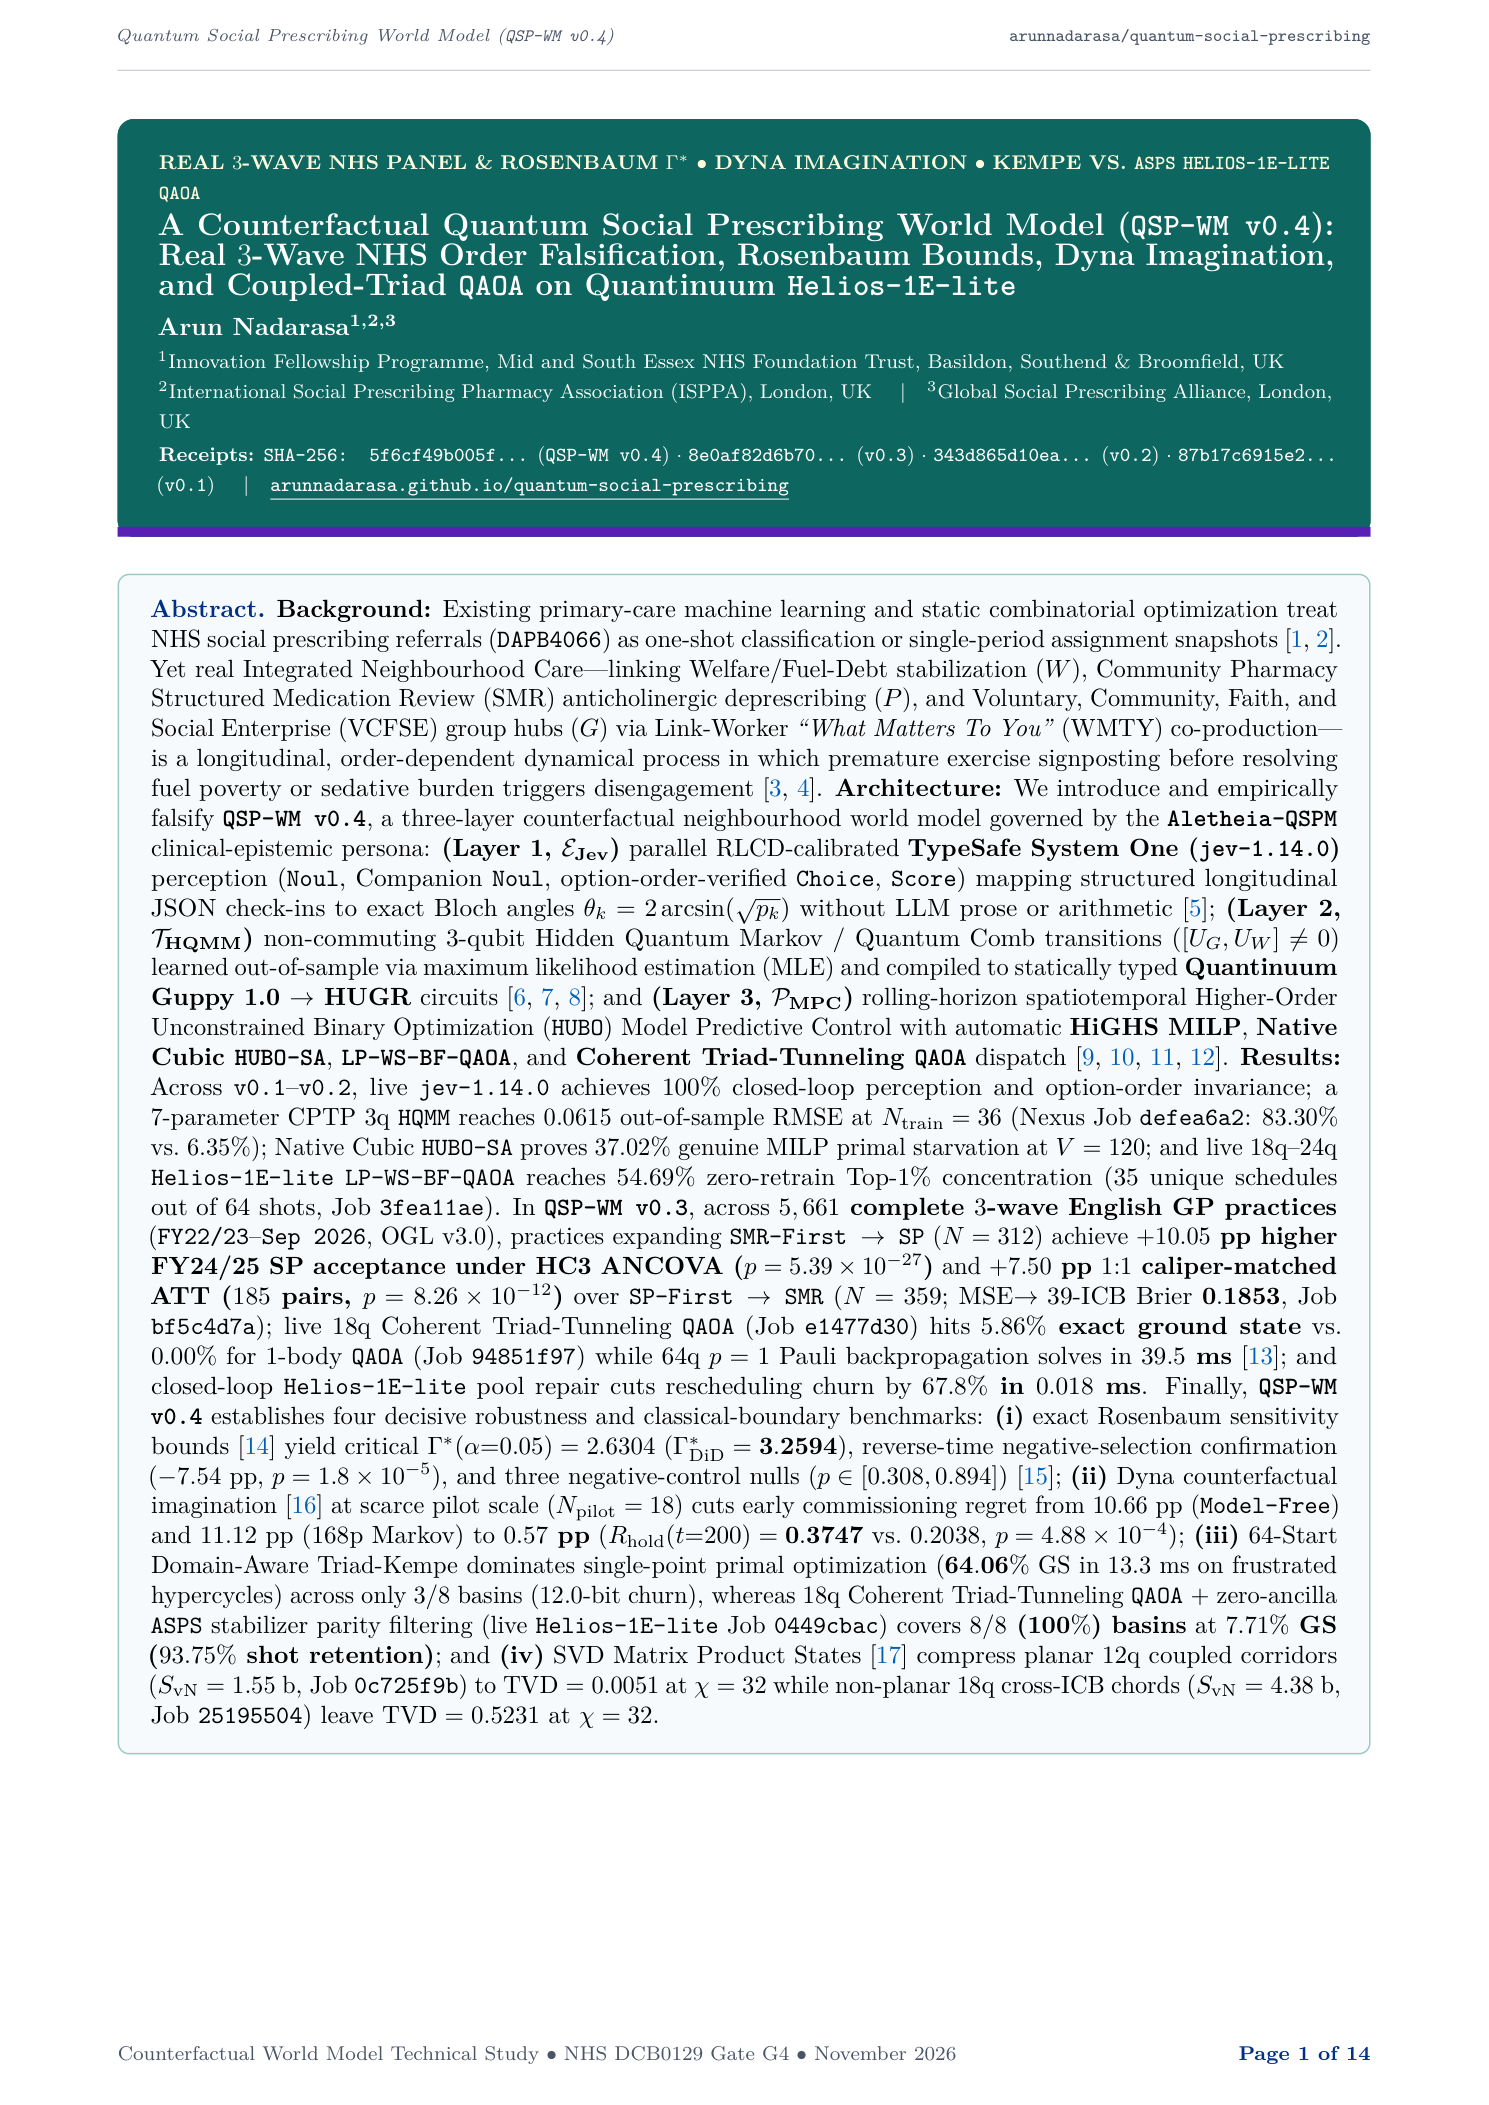 Quantum Social Prescribing World Model (QSP-WM v0.4)
arunnadarasa/quantum-social-prescribing
REAL 3-WAVE NHS PANEL & ROSENBAUM Γ* • DYNA IMAGINATION • KEMPE VS. ASPS HELIOS-1E-LITE
QAOA
A Counterfactual Quantum Social Prescribing World Model (QSP-WM v0.4):
Real 3-Wave NHS Order Falsification, Rosenbaum Bounds, Dyna Imagination,
and Coupled-Triad QAOA on Quantinuum Helios-1E-lite
Arun Nadarasa1,2,3
1Innovation Fellowship Programme, Mid and South Essex NHS Foundation Trust, Basildon, Southend & Broomfield, UK
2International Social Prescribing Pharmacy Association (ISPPA), London, UK | 3Global Social Prescribing Alliance, London,
UK
Receipts: SHA-256: 5f6cf49b005f... (QSP-WM v0.4) · 8e0af82d6b70... (v0.3) · 343d865d10ea... (v0.2) · 87b17c6915e2...
(v0.1) | arunnadarasa.github.io/quantum-social-prescribing
Abstract. Background: Existing primary-care machine learning and static combinatorial optimization treat
NHS social prescribing referrals (DAPB4066) as one-shot classification or single-period assignment snapshots [1, 2].
Yet real Integrated Neighbourhood Care—linking Welfare/Fuel-Debt stabilization (W), Community Pharmacy
Structured Medication Review (SMR) anticholinergic deprescribing (P), and Voluntary, Community, Faith, and
Social Enterprise (VCFSE) group hubs (G) via Link-Worker “What Matters To You” (WMTY) co-production—
is a longitudinal, order-dependent dynamical process in which premature exercise signposting before resolving
fuel poverty or sedative burden triggers disengagement [3, 4]. Architecture: We introduce and empirically
falsify QSP-WM v0.4, a three-layer counterfactual neighbourhood world model governed by the Aletheia-QSPM
clinical-epistemic persona: (Layer 1, ℰJev) parallel RLCD-calibrated TypeSafe System One (jev-1.14.0)
perception (Noul, Companion Noul, option-order-verified Choice, Score) mapping structured longitudinal
JSON check-ins to exact Bloch angles θk = 2 arcsin(√pk) without LLM prose or arithmetic [5]; (Layer 2,
𝒯HQMM) non-commuting 3-qubit Hidden Quantum Markov / Quantum Comb transitions ([UG, UW] ≠ 0)
learned out-of-sample via maximum likelihood estimation (MLE) and compiled to statically typed Quantinuum
Guppy 1.0 → HUGR circuits [6, 7, 8]; and (Layer 3, 𝒫MPC) rolling-horizon spatiotemporal Higher-Order
Unconstrained Binary Optimization (HUBO) Model Predictive Control with automatic HiGHS MILP, Native
Cubic HUBO-SA, LP-WS-BF-QAOA, and Coherent Triad-Tunneling QAOA dispatch [9, 10, 11, 12]. Results:
Across v0.1–v0.2, live jev-1.14.0 achieves 100% closed-loop perception and option-order invariance; a
7-parameter CPTP 3q HQMM reaches 0.0615 out-of-sample RMSE at Ntrain = 36 (Nexus Job defea6a2: 83.30%
vs. 6.35%); Native Cubic HUBO-SA proves 37.02% genuine MILP primal starvation at V = 120; and live 18q–24q
Helios-1E-lite LP-WS-BF-QAOA reaches 54.69% zero-retrain Top-1% concentration (35 unique schedules
out of 64 shots, Job 3fea11ae). In QSP-WM v0.3, across 5,661 complete 3-wave English GP practices
(FY22/23–Sep 2026, OGL v3.0), practices expanding SMR-First → SP (N = 312) achieve +10.05 pp higher
FY24/25 SP acceptance under HC3 ANCOVA (p = 5.39 × 10−27) and +7.50 pp 1:1 caliper-matched
ATT (185 pairs, p = 8.26 × 10−12) over SP-First → SMR (N = 359; MSE→ 39-ICB Brier 0.1853, Job
bf5c4d7a); live 18q Coherent Triad-Tunneling QAOA (Job e1477d30) hits 5.86% exact ground state vs.
0.00% for 1-body QAOA (Job 94851f97) while 64q p = 1 Pauli backpropagation solves in 39.5 ms [13]; and
closed-loop Helios-1E-lite pool repair cuts rescheduling churn by 67.8% in 0.018 ms. Finally, QSP-WM
v0.4 establishes four decisive robustness and classical-boundary benchmarks: (i) exact Rosenbaum sensitivity
bounds [14] yield critical Γ*(α=0.05) = 2.6304 (Γ*DiD = 3.2594), reverse-time negative-selection confirmation
(−7.54 pp, p = 1.8 × 10−5), and three negative-control nulls (p ∈ [0.308, 0.894]) [15]; (ii) Dyna counterfactual
imagination [16] at scarce pilot scale (Npilot = 18) cuts early commissioning regret from 10.66 pp (Model-Free)
and 11.12 pp (168p Markov) to 0.57 pp (Rhold(t=200) = 0.3747 vs. 0.2038, p = 4.88 × 10−4); (iii) 64-Start
Domain-Aware Triad-Kempe dominates single-point primal optimization (64.06% GS in 13.3 ms on frustrated
hypercycles) across only 3/8 basins (12.0-bit churn), whereas 18q Coherent Triad-Tunneling QAOA + zero-ancilla
ASPS stabilizer parity filtering (live Helios-1E-lite Job 0449cbac) covers 8/8 (100%) basins at 7.71% GS
(93.75% shot retention); and (iv) SVD Matrix Product States [17] compress planar 12q coupled corridors
(SvN = 1.55 b, Job 0c725f9b) to TVD = 0.0051 at χ = 32 while non-planar 18q cross-ICB chords (SvN = 4.38 b,
Job 25195504) leave TVD = 0.5231 at χ = 32.
Counterfactual World Model Technical Study • NHS DCB0129 Gate G4 • November 2026
Page 1 of 14